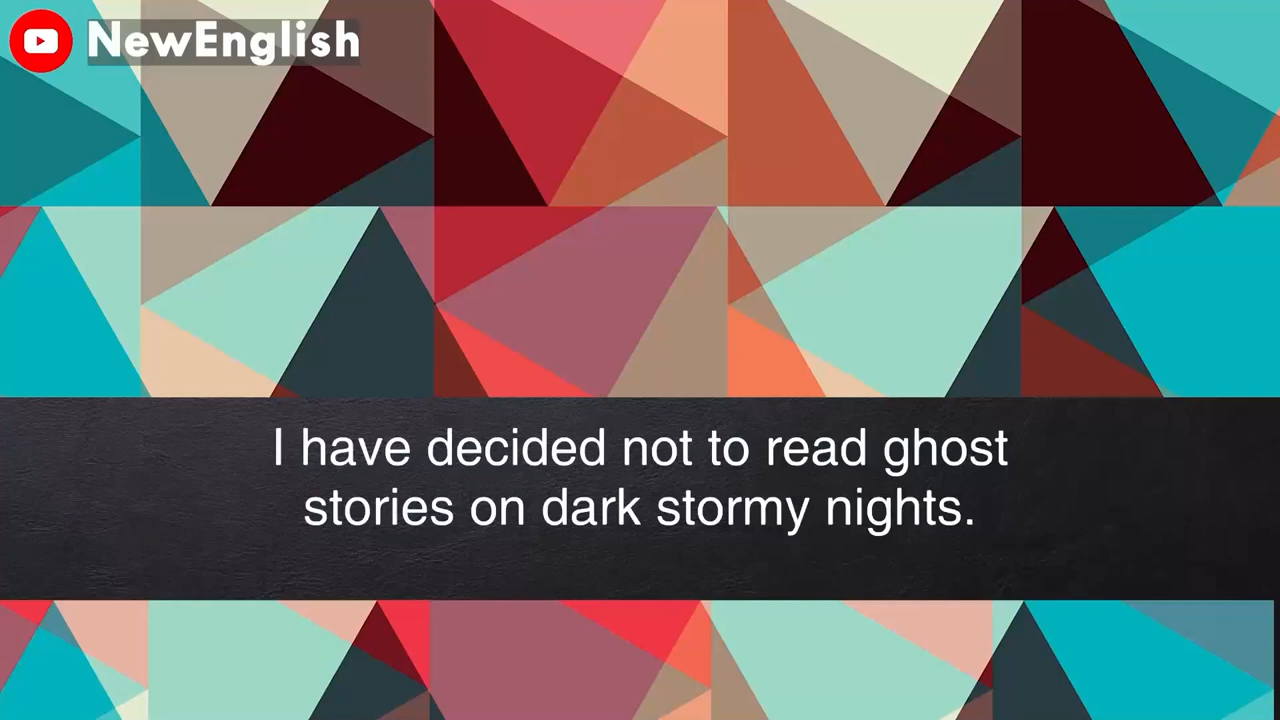 NewEnglish
I have decided not to read ghost
stories on dark stormy nights.